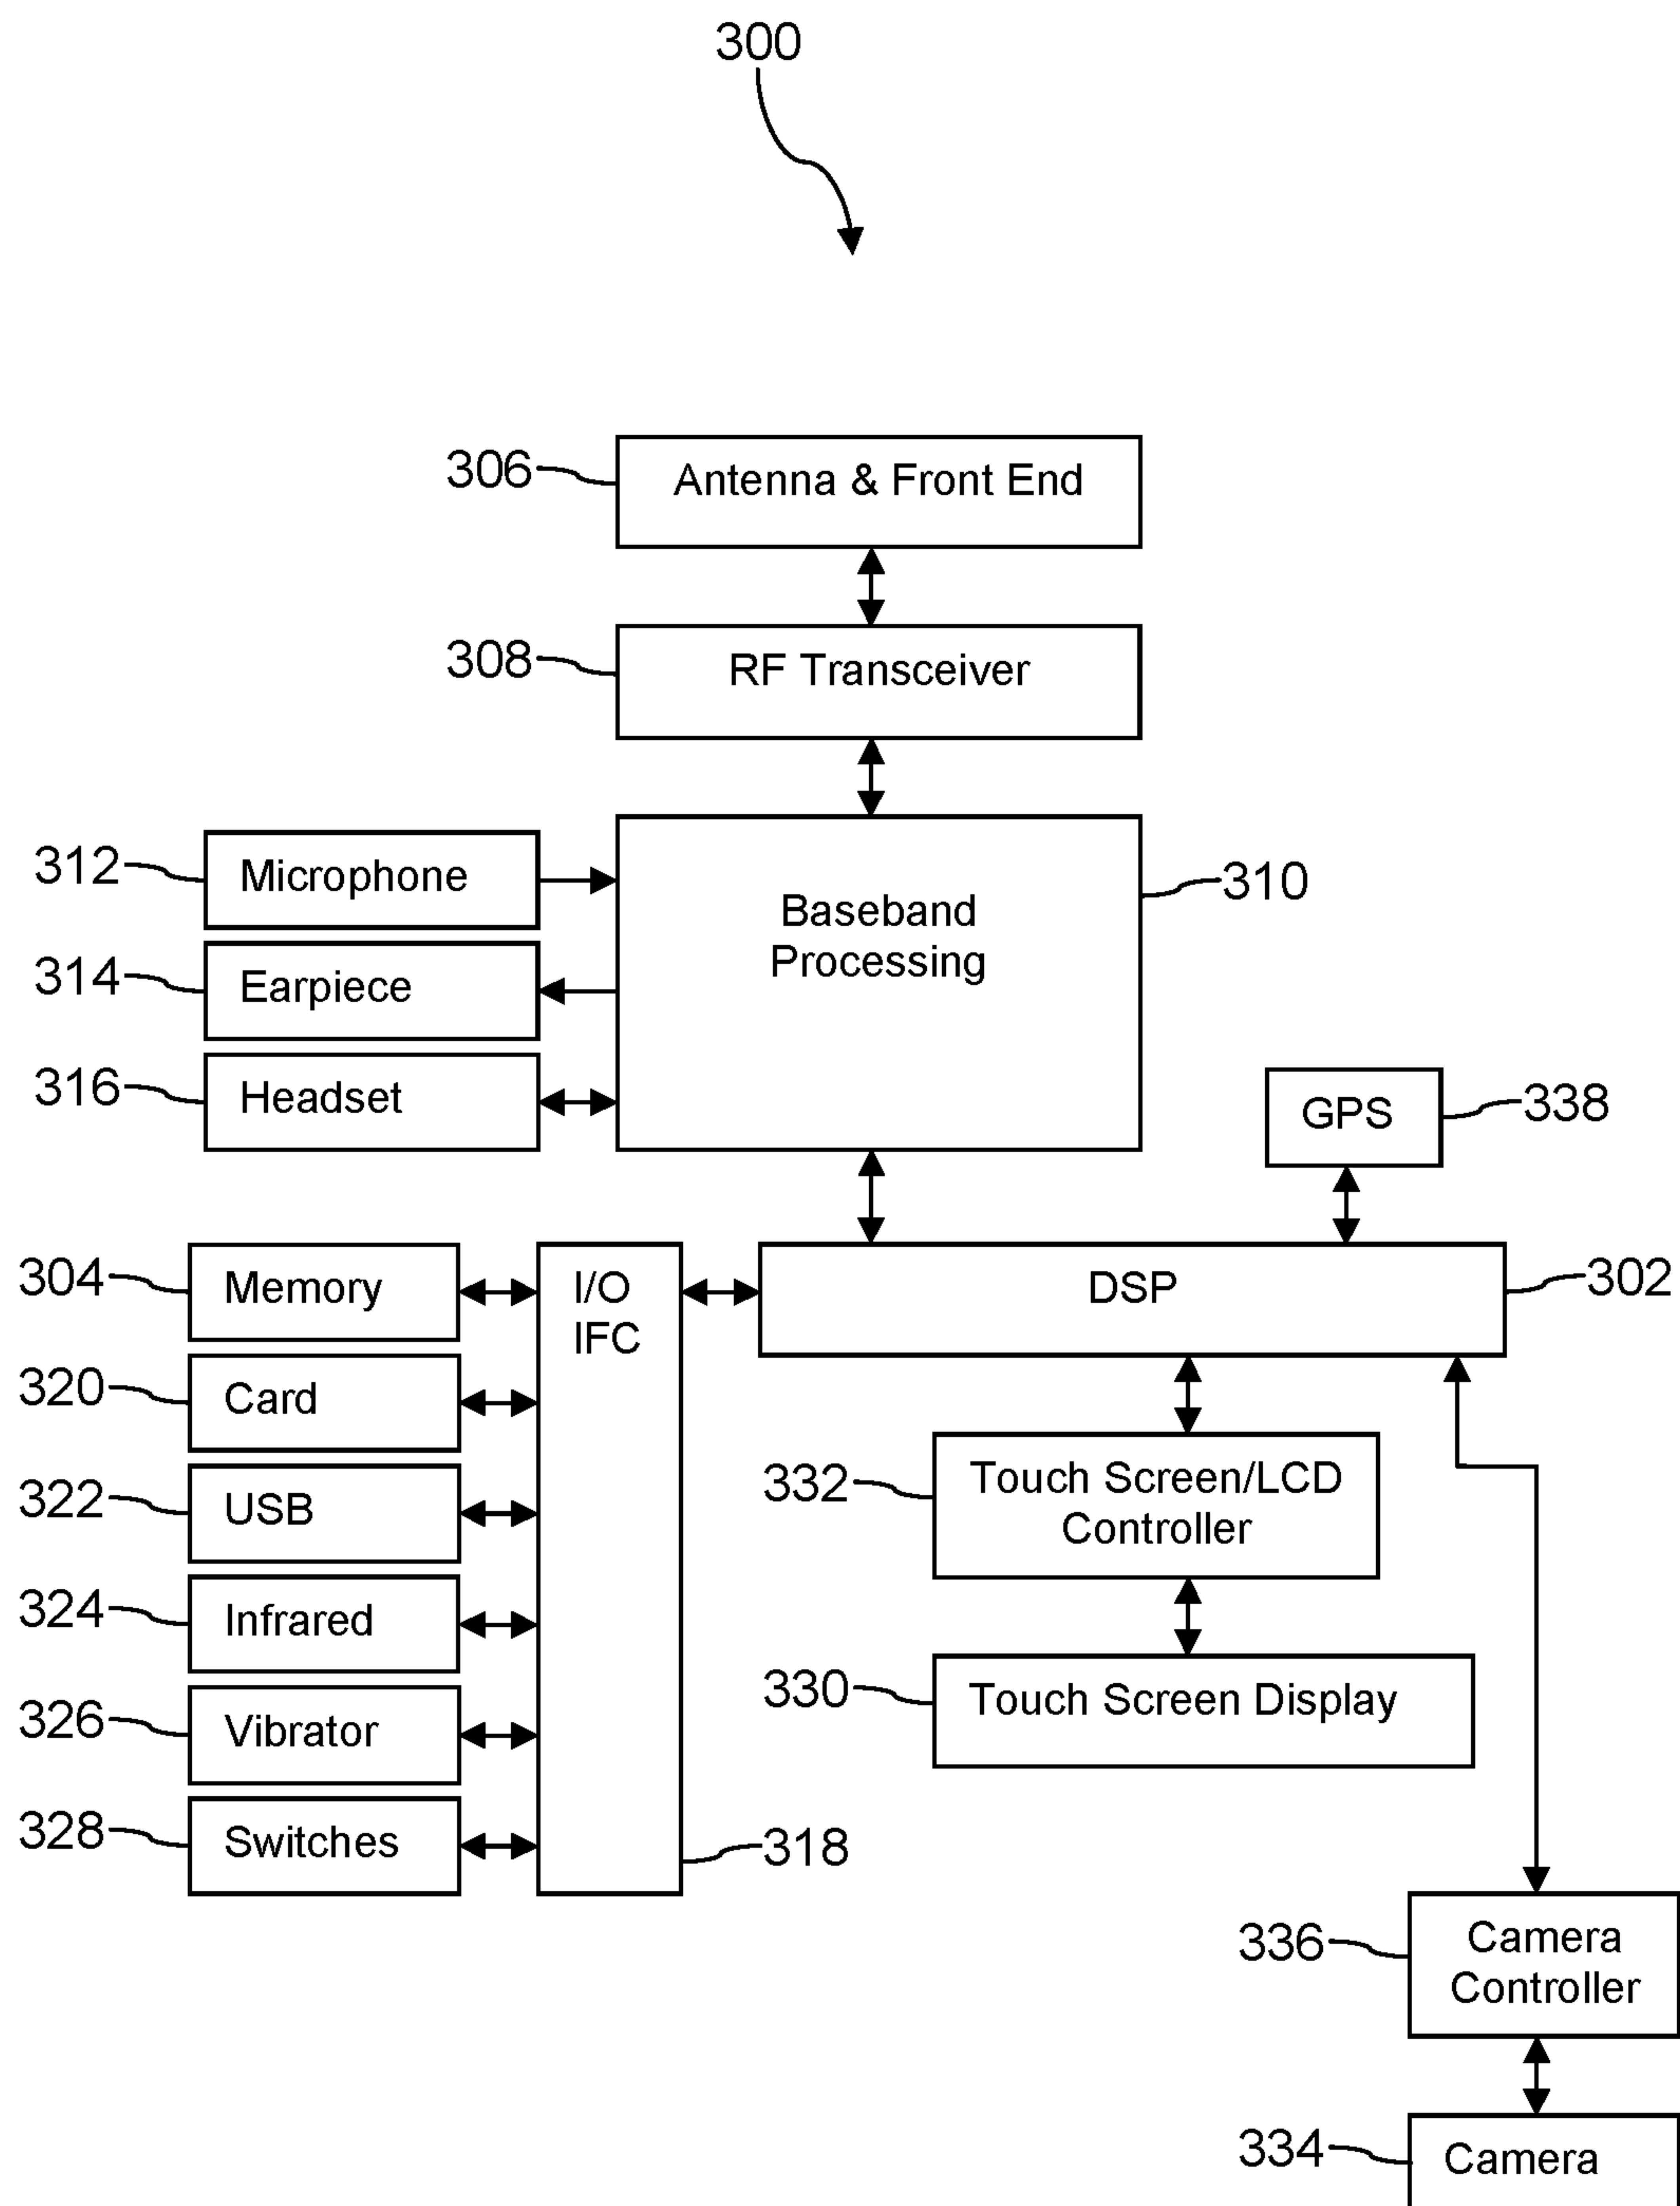 300
306
Antenna & Front End
308
RF Transceiver
312
Microphone
310
Baseband
Processing
314
Earpiece
316
Headset
GPS
338
304
Memory
I/O
IFC
DSP
302
320
Card
332
Touch Screen/LCD
Controller
322
USB
324
Infrared
330
Touch Screen Display
326
Vibrator
328
Switches
318
336
Camera
Controller
334
Camera